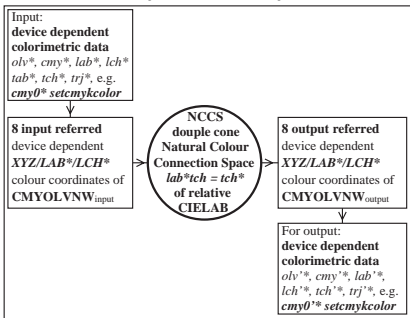 Input:
device dependent
colorimetric data
olv*, cmy*, lab*, lch*
tab*, tch*, trj*, e.g.
cmy0* setcmykcolor
8 input referred
device dependent
XYZ/LAB*/LCH*
colour coordinates of
CMYOLVNWinput
NCCS
douple cone
Natural Colour
Connection Space
lab*tch = tch*
of relative
CIELAB
8 output referred
device dependent
XYZ/LAB*/LCH*
colour coordinates of
CMYOLVNWoutput
For output:
device dependent
colorimetric data
olv'*, cmy'*, lab'*,
lch'*, tch'*, trj'*, e.g.
cmy0'* setcmykcolor